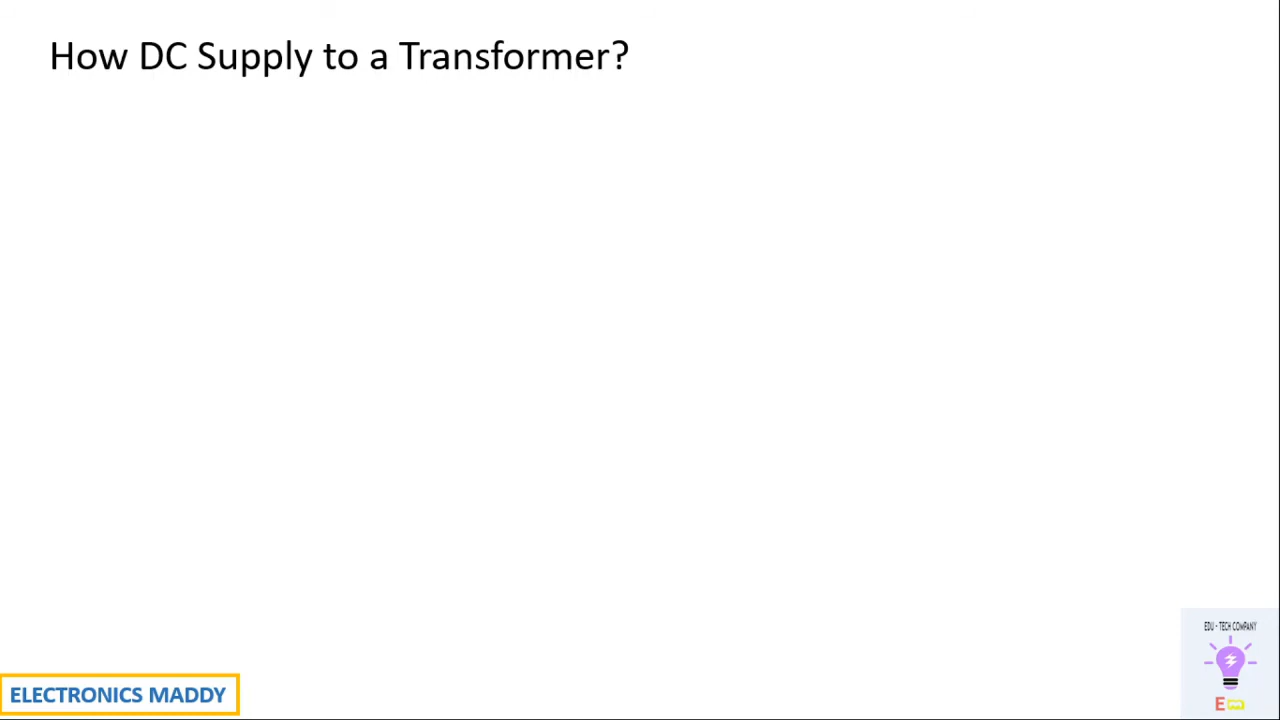 How DC Supply to a Transformer?
EDU - TECH COMPANY
ELECTRONICS MADDY